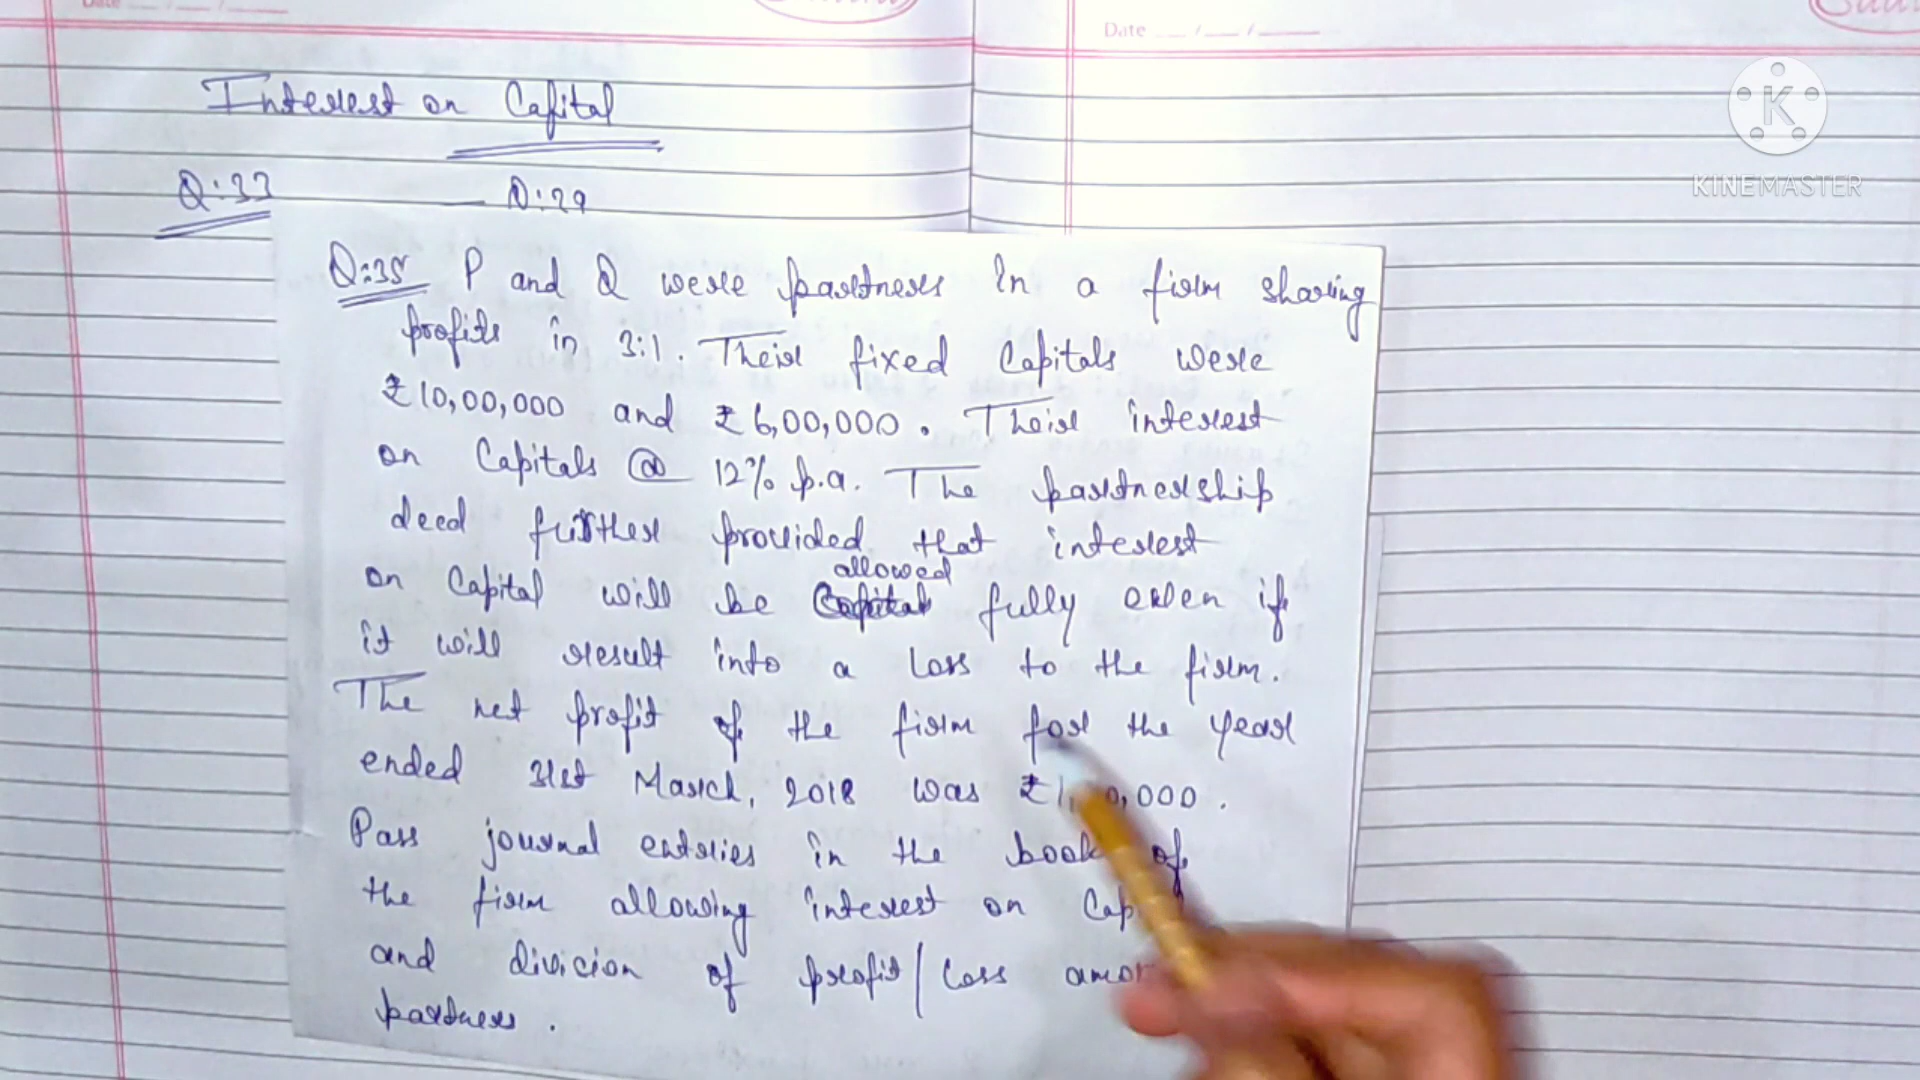 Date
Date
KINEMASTER
Interest on Capital
Q:33 — Q:29
Q:35 P and Q were partners in a firm sharing
profits in 3:1. Their fixed Capitals were
₹10,00,000 and ₹6,00,000. Their interest
on Capitals @ 12% p.a. The partnership
deed further provided that interest
allowed
on Capital will be fully even if
it will result into a loss to the firm.
The net profit of the firm for the year
ended 31st March, 2018 was
Pass journal entries in the book of
the firm allowing interest on
and division of profit/loss
partners.